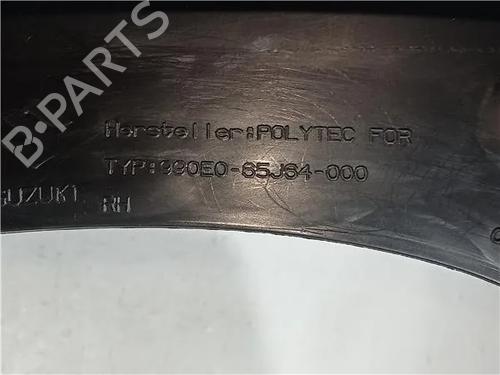 B-PARTS
Hersteller:POLYTEC FOR
TYP:990E0-65J64-000
SUZUKI RH